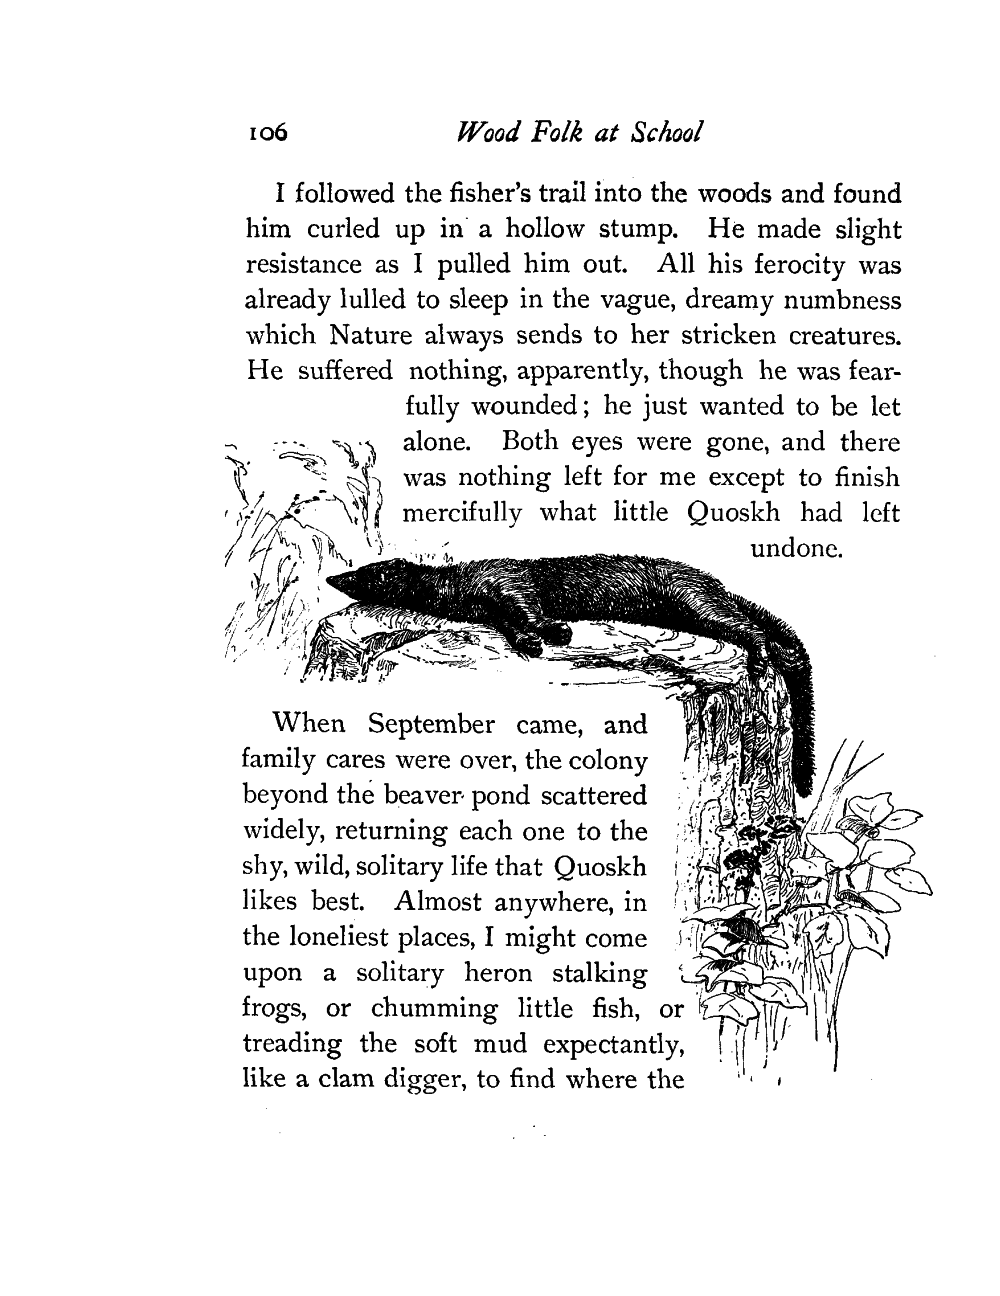 106 Wood Folk at School
I followed the fisher's trail into the woods and found
him curled up in a hollow stump. He made slight
resistance as I pulled him out. All his ferocity was
already lulled to sleep in the vague, dreamy numbness
which Nature always sends to her stricken creatures.
He suffered nothing, apparently, though he was fear-
fully wounded; he just wanted to be let
alone. Both eyes were gone, and there
was nothing left for me except to finish
mercifully what little Quoskh had left
undone.
When September came, and
family cares were over, the colony
beyond the beaver pond scattered
widely, returning each one to the
shy, wild, solitary life that Quoskh
likes best. Almost anywhere, in
the loneliest places, I might come
upon a solitary heron stalking
frogs, or chumming little fish, or
treading the soft mud expectantly,
like a clam digger, to find where the